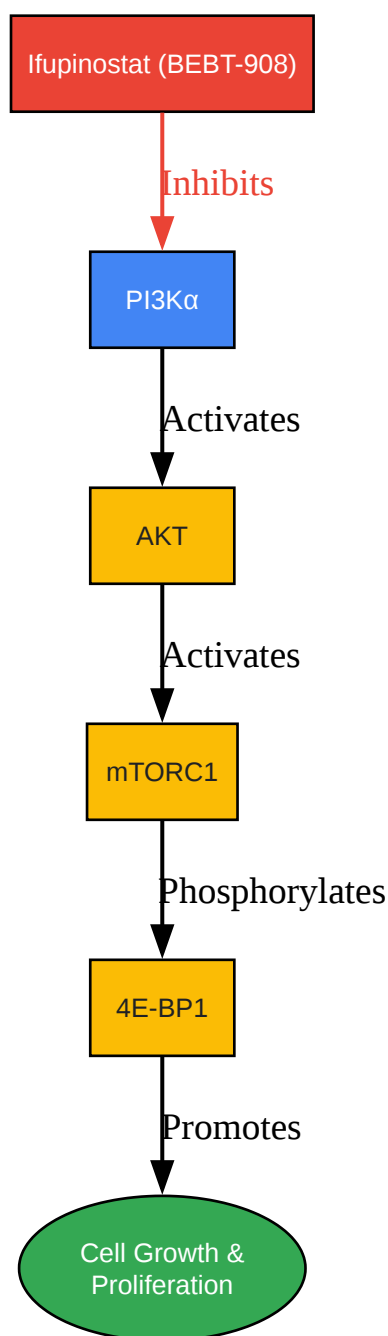 Ifupinostat (BEBT-908)
Inhibits
PI3Kα
Activates
AKT
Activates
mTORC1
Phosphorylates
4E-BP1
Promotes
Cell Growth &
Proliferation